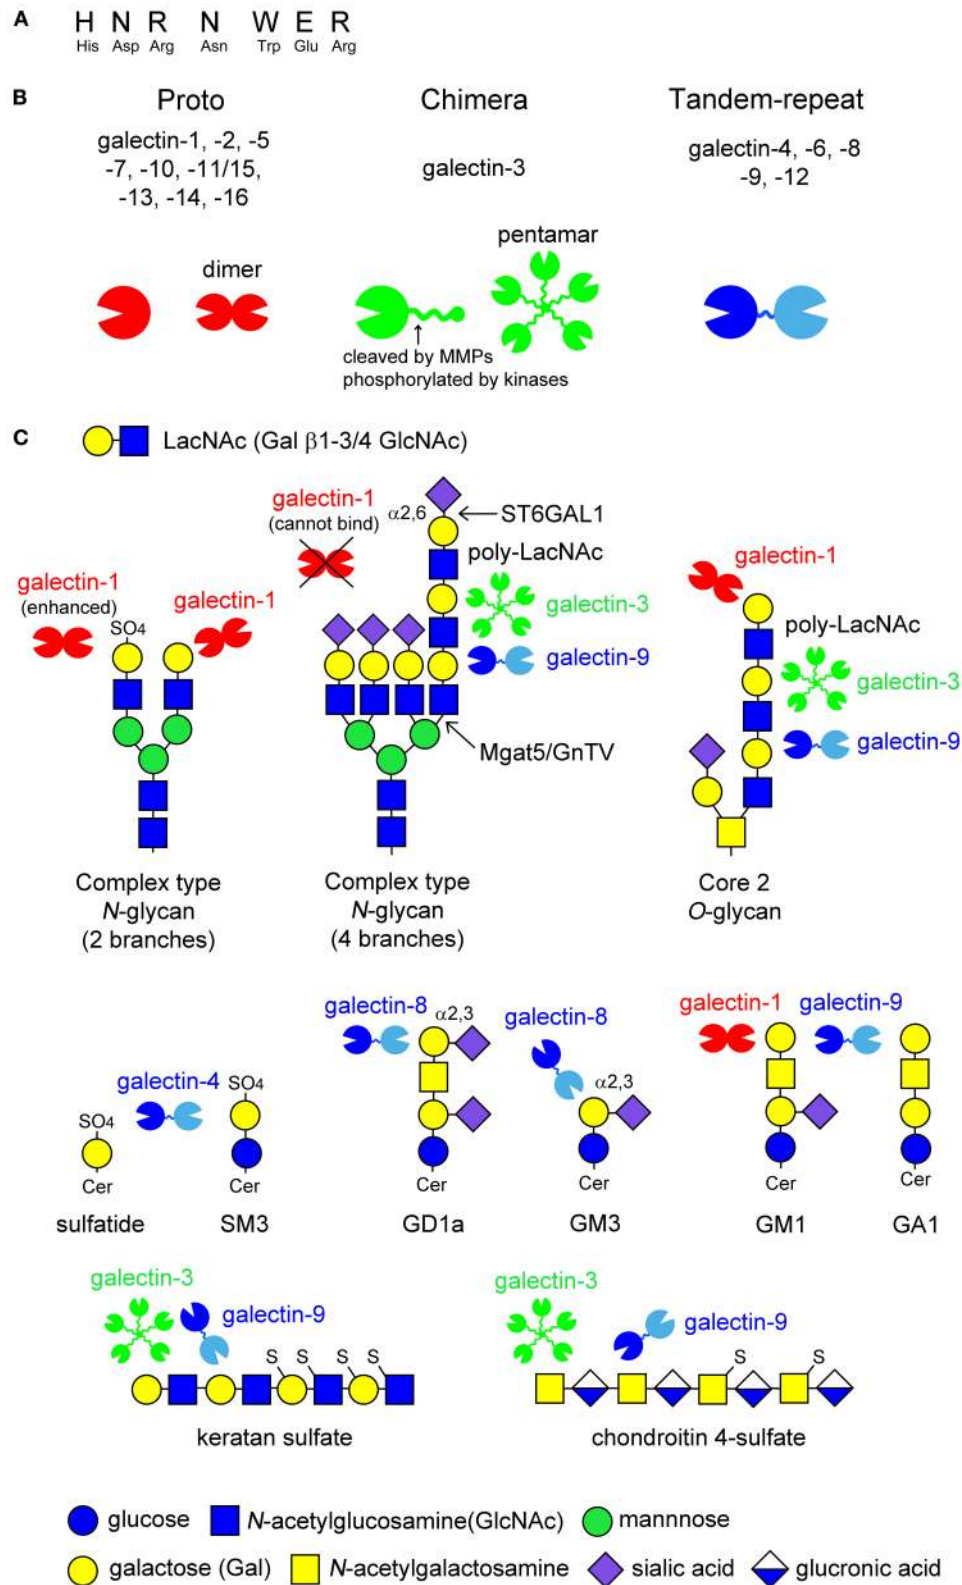 A
H N R N W E R
His Asp Arg Asn Trp Glu Arg
B
Proto
galectin-1, -2, -5
-7, -10, -11/15,
-13, -14, -16
dimer
Chimera
galectin-3
pentamar
cleaved by MMPs
phosphorylated by kinases
Tandem-repeat
galectin-4, -6, -8
-9, -12
C
LacNAc (Gal β1-3/4 GlcNAc)
galectin-1
(enhanced)
SO4
galectin-1
Complex type
N-glycan
(2 branches)
galectin-1
(cannot bind)
α2,6
ST6GAL1
poly-LacNAc
galectin-3
galectin-9
Mgat5/GnTV
Complex type
N-glycan
(4 branches)
galectin-1
poly-LacNAc
galectin-3
galectin-9
Core 2
O-glycan
SO4
Cer
sulfatide
galectin-4
SO4
Cer
SM3
galectin-8
α2,3
Cer
GD1a
galectin-8
α2,3
Cer
GM3
galectin-1
Cer
GM1
galectin-9
Cer
GA1
galectin-3
galectin-9
S S S S
keratan sulfate
galectin-3
galectin-9
S S
chondroitin 4-sulfate
glucose
N-acetylglucosamine(GlcNAc)
mannnose
galactose (Gal)
N-acetylgalactosamine
sialic acid
glucronic acid